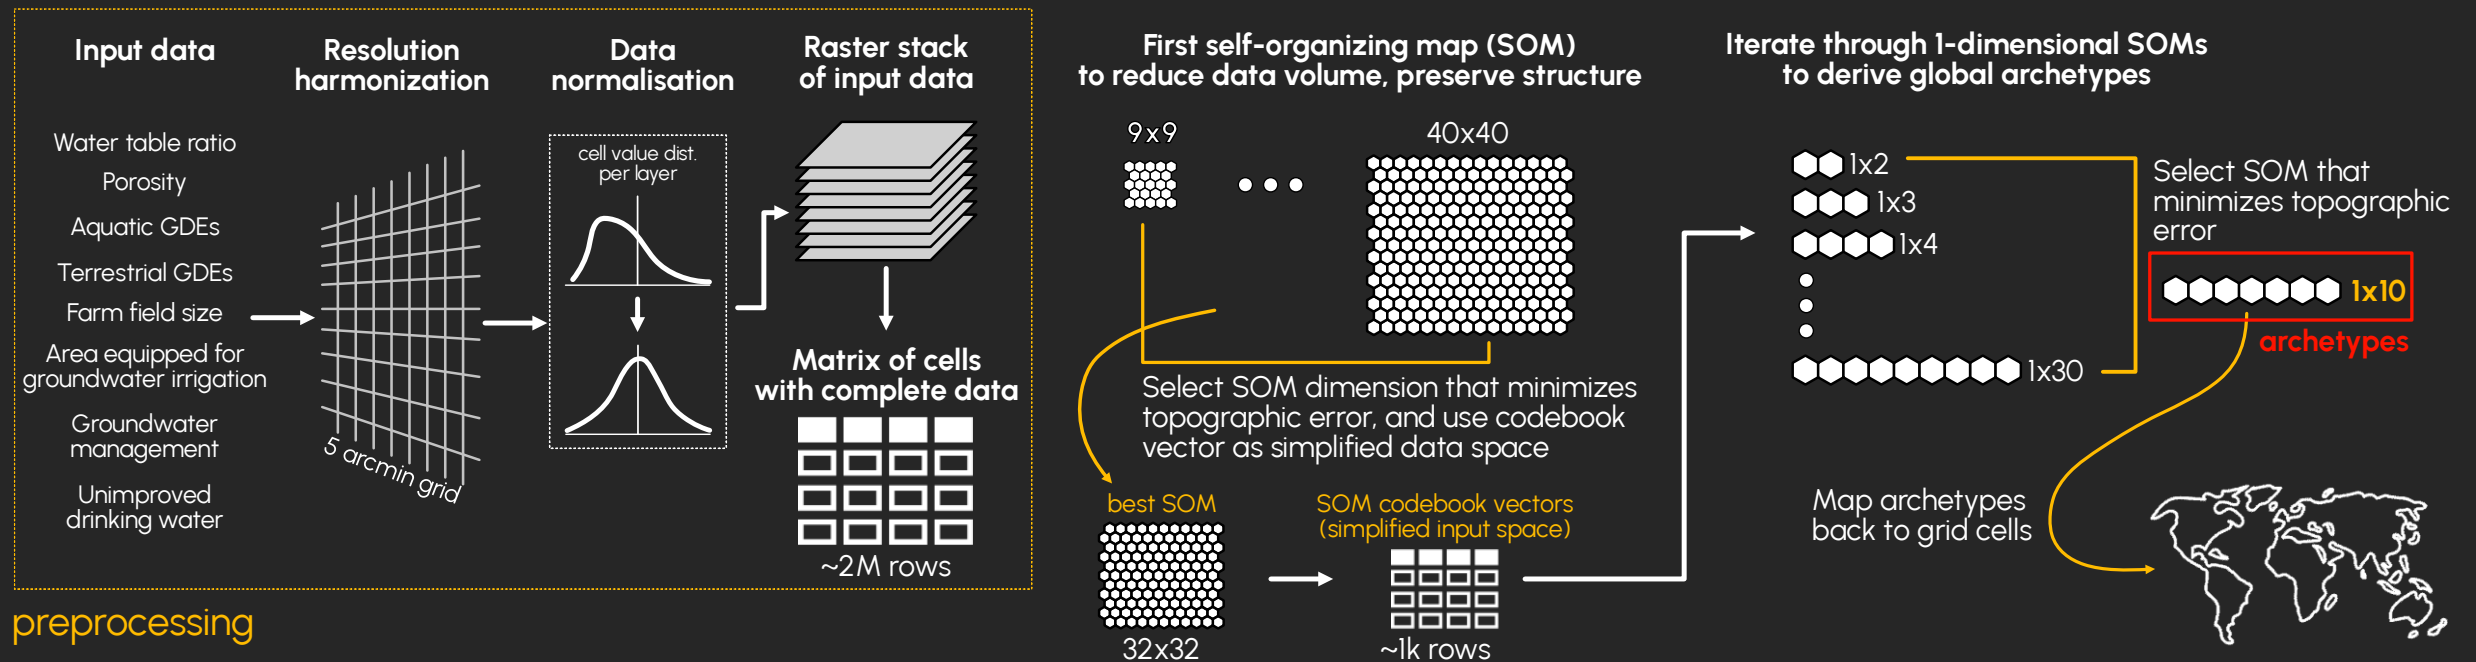 Input data
Water table ratio
Porosity
Aquatic GDEs
Terrestrial GDEs
Farm field size
Area equipped for
groundwater irrigation
Groundwater
management
Unimproved
drinking water
Resolution
harmonization
5 arcmin grid
Data
normalisation
cell value dist.
per layer
Raster stack
of input data
Matrix of cells
with complete data
~2M rows
preprocessing
First self-organizing map (SOM)
to reduce data volume, preserve structure
9x9
40x40
Select SOM dimension that minimizes
topographic error, and use codebook
vector as simplified data space
best SOM
32x32
SOM codebook vectors
(simplified input space)
~1k rows
Iterate through 1-dimensional SOMs
to derive global archetypes
1x2
1x3
1x4
1x30
Select SOM that
minimizes topographic
error
1x10
archetypes
Map archetypes
back to grid cells